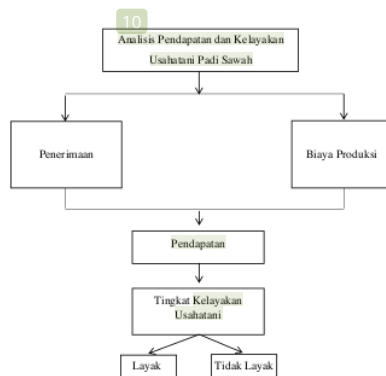 10
Analisis Pendapatan dan Kelayakan
Usahatani Padi Sawah
Penerimaan
Biaya Produksi
Pendapatan
Tingkat Kelayakan
Usahatani
Layak
Tidak Layak